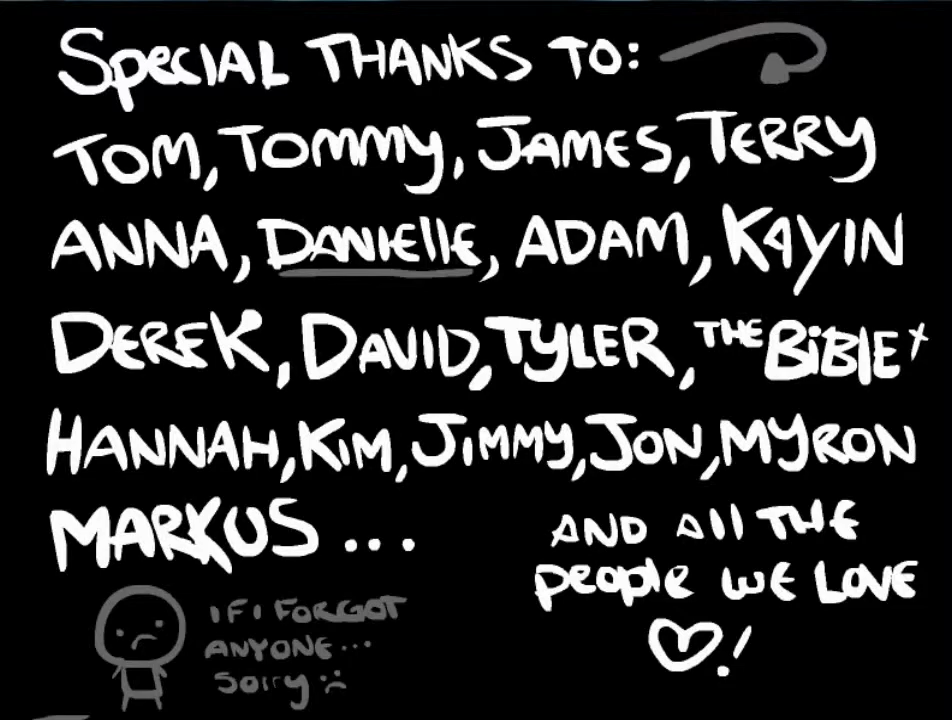 SpecIAL THANKS TO:
TOM, TOMMY, JAMES, TERRY
ANNA, DANIEllE, ADAM, KAYIN
DEREK, DAVID, TYLER, THE BiBLE
HANNAH, KIM, JIMMY, JON, MYRON
MARKUS ...
AND All THE
people WE LOVE
♡!
IF I FORGOT
ANYONE...
Sorry :(